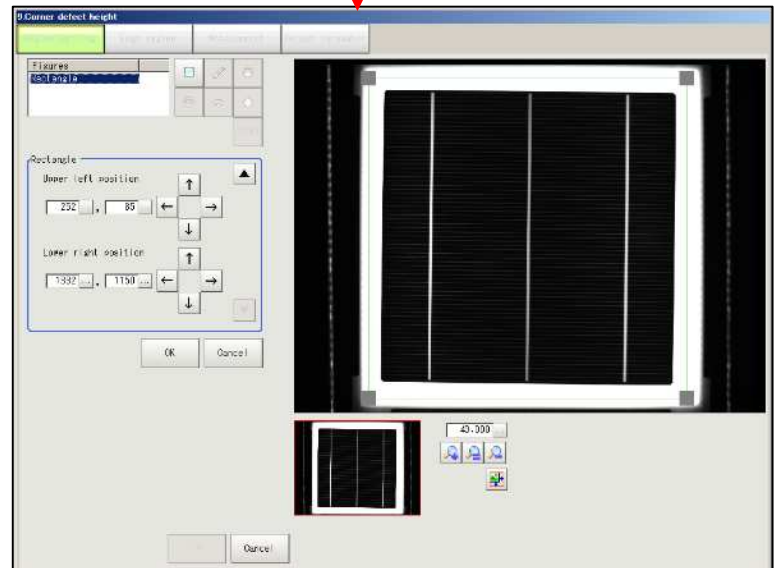 9.Corner defect height
Fixures
Rectangle
Rectangle
Upper left position
252 , 85
Lower right position
1332 ... , 1150 ...
OK Cancel
40.000
Cancel